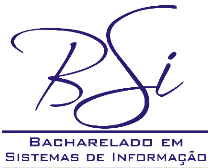 BSi
BACHARELADO EM
SISTEMAS DE INFORMAÇÃO